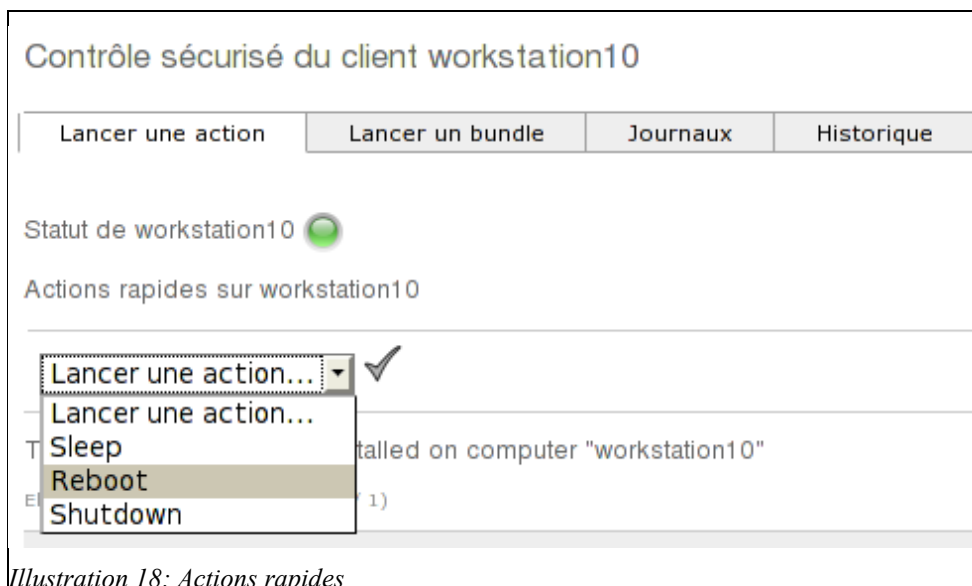 Contrôle sécurisé du client workstation10
Lancer une action Lancer un bundle Journaux Historique
Statut de workstation10
Actions rapides sur workstation10
Lancer une action...
Lancer une action...
Sleep
talled on computer "workstation10"
Reboot
1)
Shutdown
Illustration 18: Actions rapides